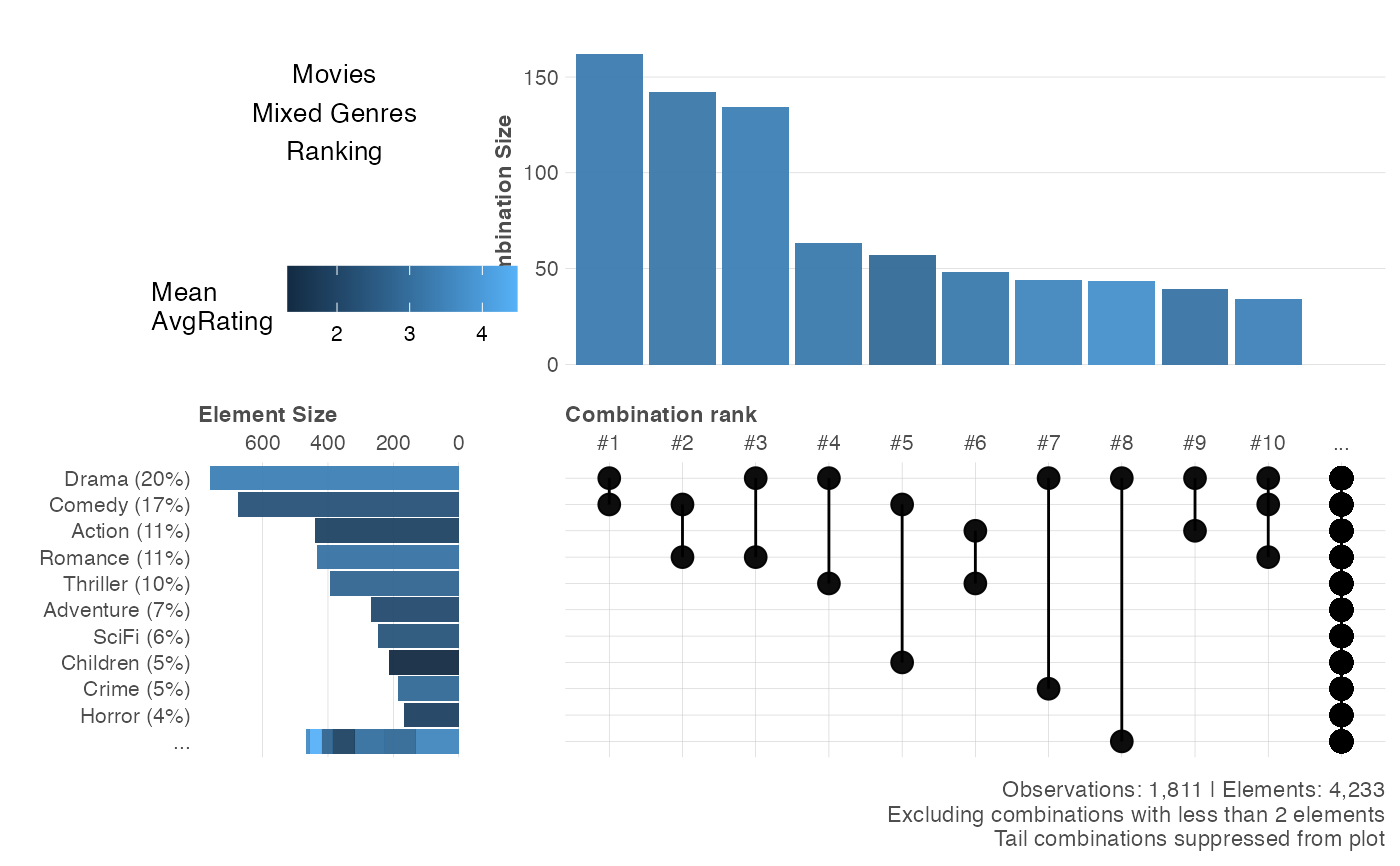 Movies
Mixed Genres
Ranking
mbination Size
150
100
50
0
Mean
AvgRating
2 3 4
Element Size
600 400 200 0
Combination rank
#1 #2 #3 #4 #5 #6 #7 #8 #9 #10 ...
Drama (20%)
Comedy (17%)
Action (11%)
Romance (11%)
Thriller (10%)
Adventure (7%)
SciFi (6%)
Children (5%)
Crime (5%)
Horror (4%)
...
Observations: 1,811 | Elements: 4,233
Excluding combinations with less than 2 elements
Tail combinations suppressed from plot